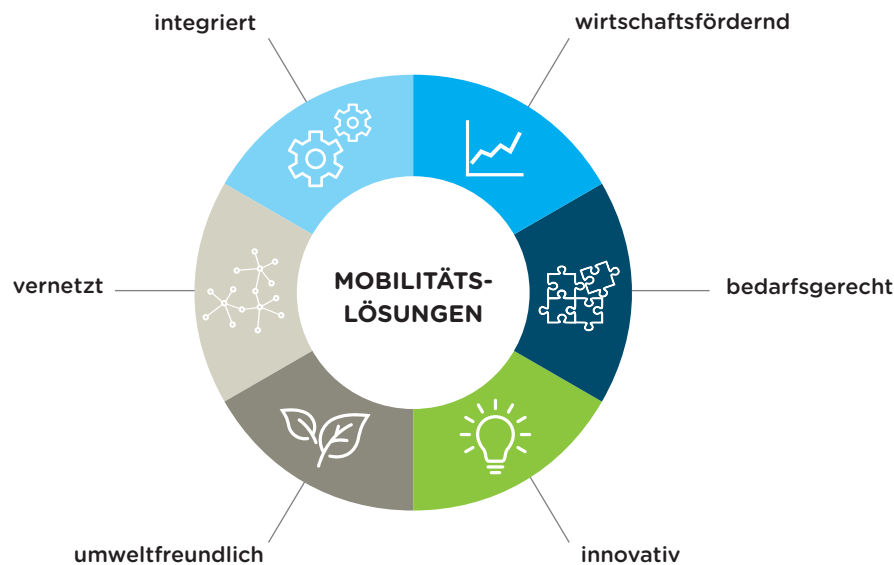 integriert
wirtschaftsfördernd
vernetzt
MOBILITÄTS-
LÖSUNGEN
bedarfsgerecht
umweltfreundlich
innovativ